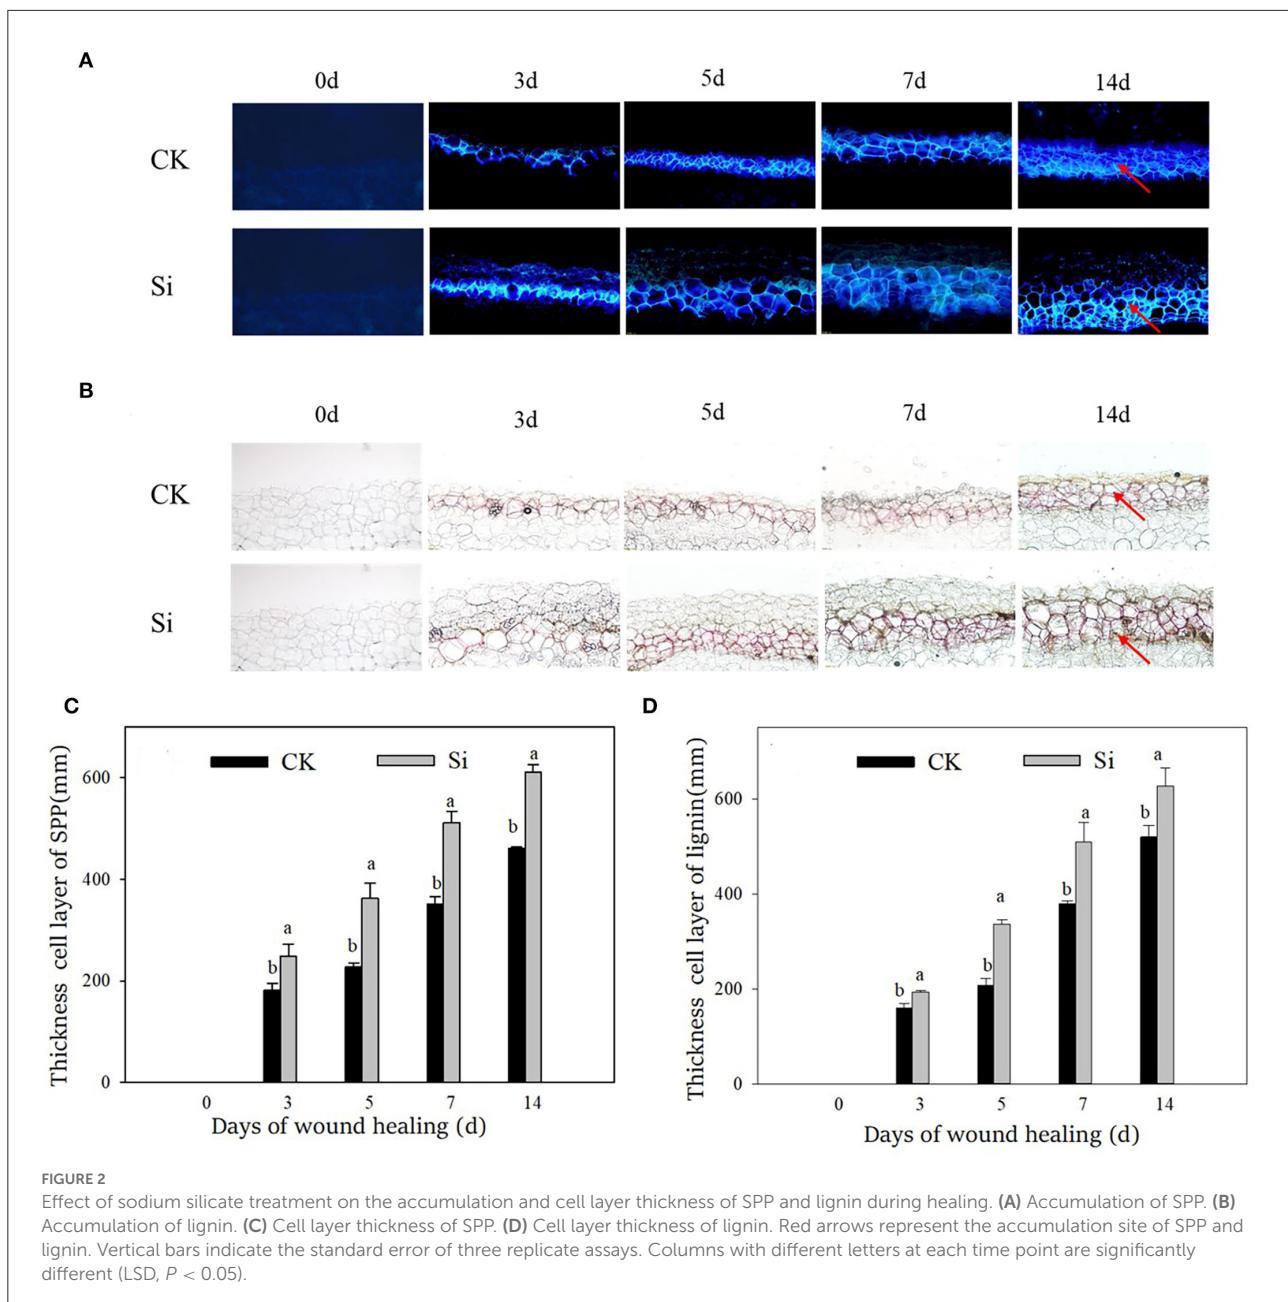 A
0d 3d 5d 7d 14d
CK
Si
B
0d 3d 5d 7d 14d
CK
Si
C
Thickness cell layer of SPP(mm)
CK Si
600
400
200
0
b a b a b a b a
0 3 5 7 14
Days of wound healing (d)
D
Thickness cell layer of lignin(mm)
CK Si
600
400
200
0
b a b a b a b a
0 3 5 7 14
Days of wound healing (d)
FIGURE 2
Effect of sodium silicate treatment on the accumulation and cell layer thickness of SPP and lignin during healing. (A) Accumulation of SPP. (B)
Accumulation of lignin. (C) Cell layer thickness of SPP. (D) Cell layer thickness of lignin. Red arrows represent the accumulation site of SPP and
lignin. Vertical bars indicate the standard error of three replicate assays. Columns with different letters at each time point are significantly
different (LSD, P < 0.05).